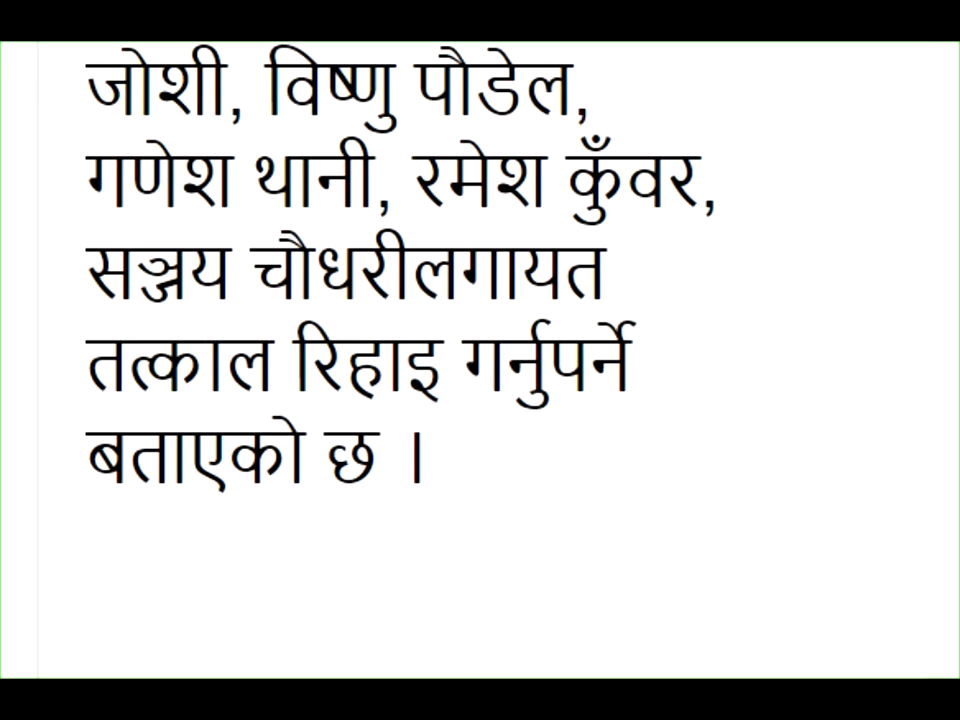 जोशी, विष्णु पौडेल,
गणेश थानी, रमेश कुँवर,
सञ्जय चौधरीलगायत
तत्काल रिहाइ गर्नुपर्ने
बताएको छ ।